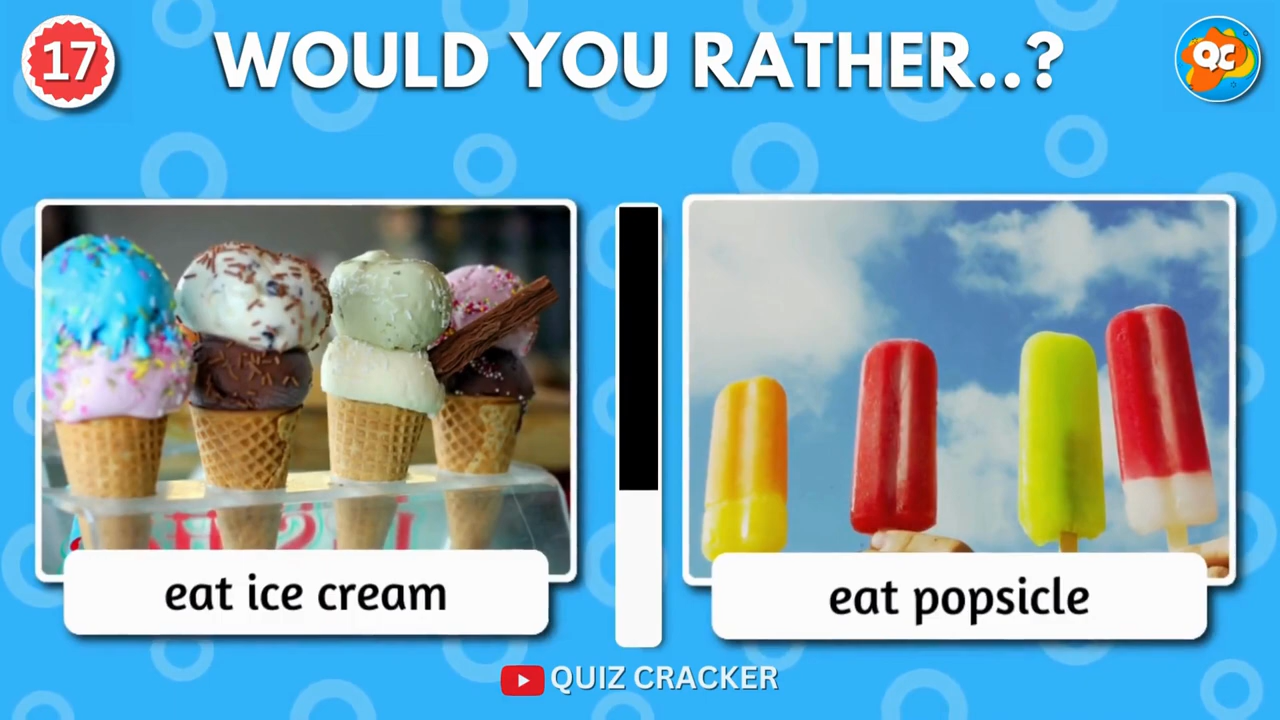 17
WOULD YOU RATHER..?
QC
eat ice cream
eat popsicle
QUIZ CRACKER